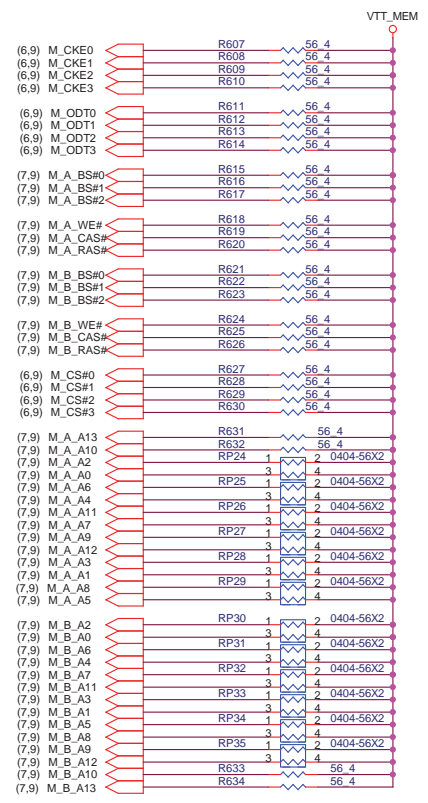 VTT_MEM
(6,9) M_CKE0 R607 56_4
(6,9) M_CKE1 R608 56_4
(6,9) M_CKE2 R609 56_4
(6,9) M_CKE3 R610 56_4
(6,9) M_ODT0 R611 56_4
(6,9) M_ODT1 R612 56_4
(6,9) M_ODT2 R613 56_4
(6,9) M_ODT3 R614 56_4
(7,9) M_A_BS#0 R615 56_4
(7,9) M_A_BS#1 R616 56_4
(7,9) M_A_BS#2 R617 56_4
(7,9) M_A_WE# R618 56_4
(7,9) M_A_CAS# R619 56_4
(7,9) M_A_RAS# R620 56_4
(7,9) M_B_BS#0 R621 56_4
(7,9) M_B_BS#1 R622 56_4
(7,9) M_B_BS#2 R623 56_4
(7,9) M_B_WE# R624 56_4
(7,9) M_B_CAS# R625 56_4
(7,9) M_B_RAS# R626 56_4
(6,9) M_CS#0 R627 56_4
(6,9) M_CS#1 R628 56_4
(6,9) M_CS#2 R629 56_4
(6,9) M_CS#3 R630 56_4
(7,9) M_A_A13 R631 56_4
(7,9) M_A_A10 R632 56_4
(7,9) M_A_A2 RP24 1 2 0404-56X2
(7,9) M_A_A0 3 4
(7,9) M_A_A6 RP25 1 2 0404-56X2
(7,9) M_A_A4 3 4
(7,9) M_A_A11 RP26 1 2 0404-56X2
(7,9) M_A_A7 3 4
(7,9) M_A_A9 RP27 1 2 0404-56X2
(7,9) M_A_A12 3 4
(7,9) M_A_A3 RP28 1 2 0404-56X2
(7,9) M_A_A1 3 4
(7,9) M_A_A8 RP29 1 2 0404-56X2
(7,9) M_A_A5 3 4
(7,9) M_B_A2 RP30 1 2 0404-56X2
(7,9) M_B_A0 3 4
(7,9) M_B_A6 RP31 1 2 0404-56X2
(7,9) M_B_A4 3 4
(7,9) M_B_A7 RP32 1 2 0404-56X2
(7,9) M_B_A11 3 4
(7,9) M_B_A3 RP33 1 2 0404-56X2
(7,9) M_B_A1 3 4
(7,9) M_B_A5 RP34 1 2 0404-56X2
(7,9) M_B_A8 3 4
(7,9) M_B_A9 RP35 1 2 0404-56X2
(7,9) M_B_A12 3 4
(7,9) M_B_A10 R633 56_4
(7,9) M_B_A13 R634 56_4